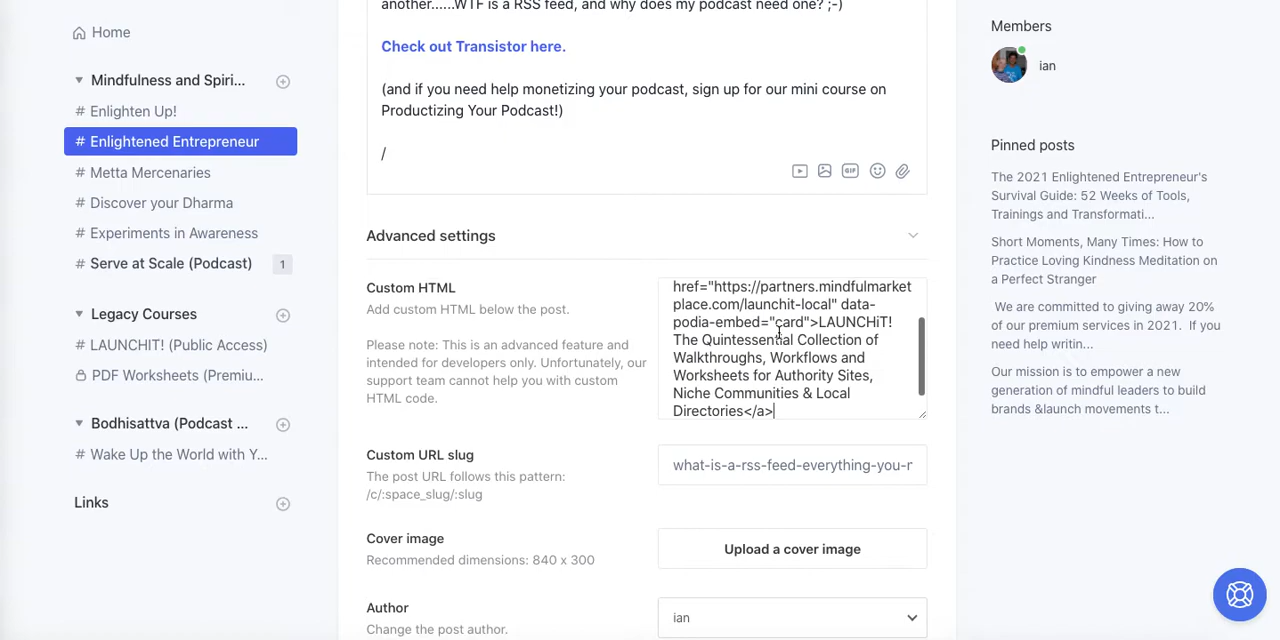 Home
Mindfulness and Spiri...
# Enlighten Up!
# Enlightened Entrepreneur
# Metta Mercenaries
# Discover your Dharma
# Experiments in Awareness
# Serve at Scale (Podcast)
1
Legacy Courses
# LAUNCHIT! (Public Access)
PDF Worksheets (Premiu...
Bodhisattva (Podcast ...
# Wake Up the World with Y...
Links
another......WTF is a RSS feed, and why does my podcast need one? ;-)
Check out Transistor here.
(and if you need help monetizing your podcast, sign up for our mini course on
Productizing Your Podcast!)
/
GIF
Advanced settings
Custom HTML
Add custom HTML below the post.
Please note: This is an advanced feature and
intended for developers only. Unfortunately, our
support team cannot help you with custom
HTML code.
href="https://partners.mindfulmarket
place.com/launchit-local" data-
podia-embed="card">LAUNCHiT!
The Quintessential Collection of
Walkthroughs, Workflows and
Worksheets for Authority Sites,
Niche Communities & Local
Directories</a>
Custom URL slug
The post URL follows this pattern:
/c/:space_slug/:slug
what-is-a-rss-feed-everything-you-r
Cover image
Recommended dimensions: 840 x 300
Upload a cover image
Author
Change the post author.
ian
Members
ian
Pinned posts
The 2021 Enlightened Entrepreneur's
Survival Guide: 52 Weeks of Tools,
Trainings and Transformati...
Short Moments, Many Times: How to
Practice Loving Kindness Meditation on
a Perfect Stranger
We are committed to giving away 20%
of our premium services in 2021. If you
need help writin...
Our mission is to empower a new
generation of mindful leaders to build
brands &launch movements t...